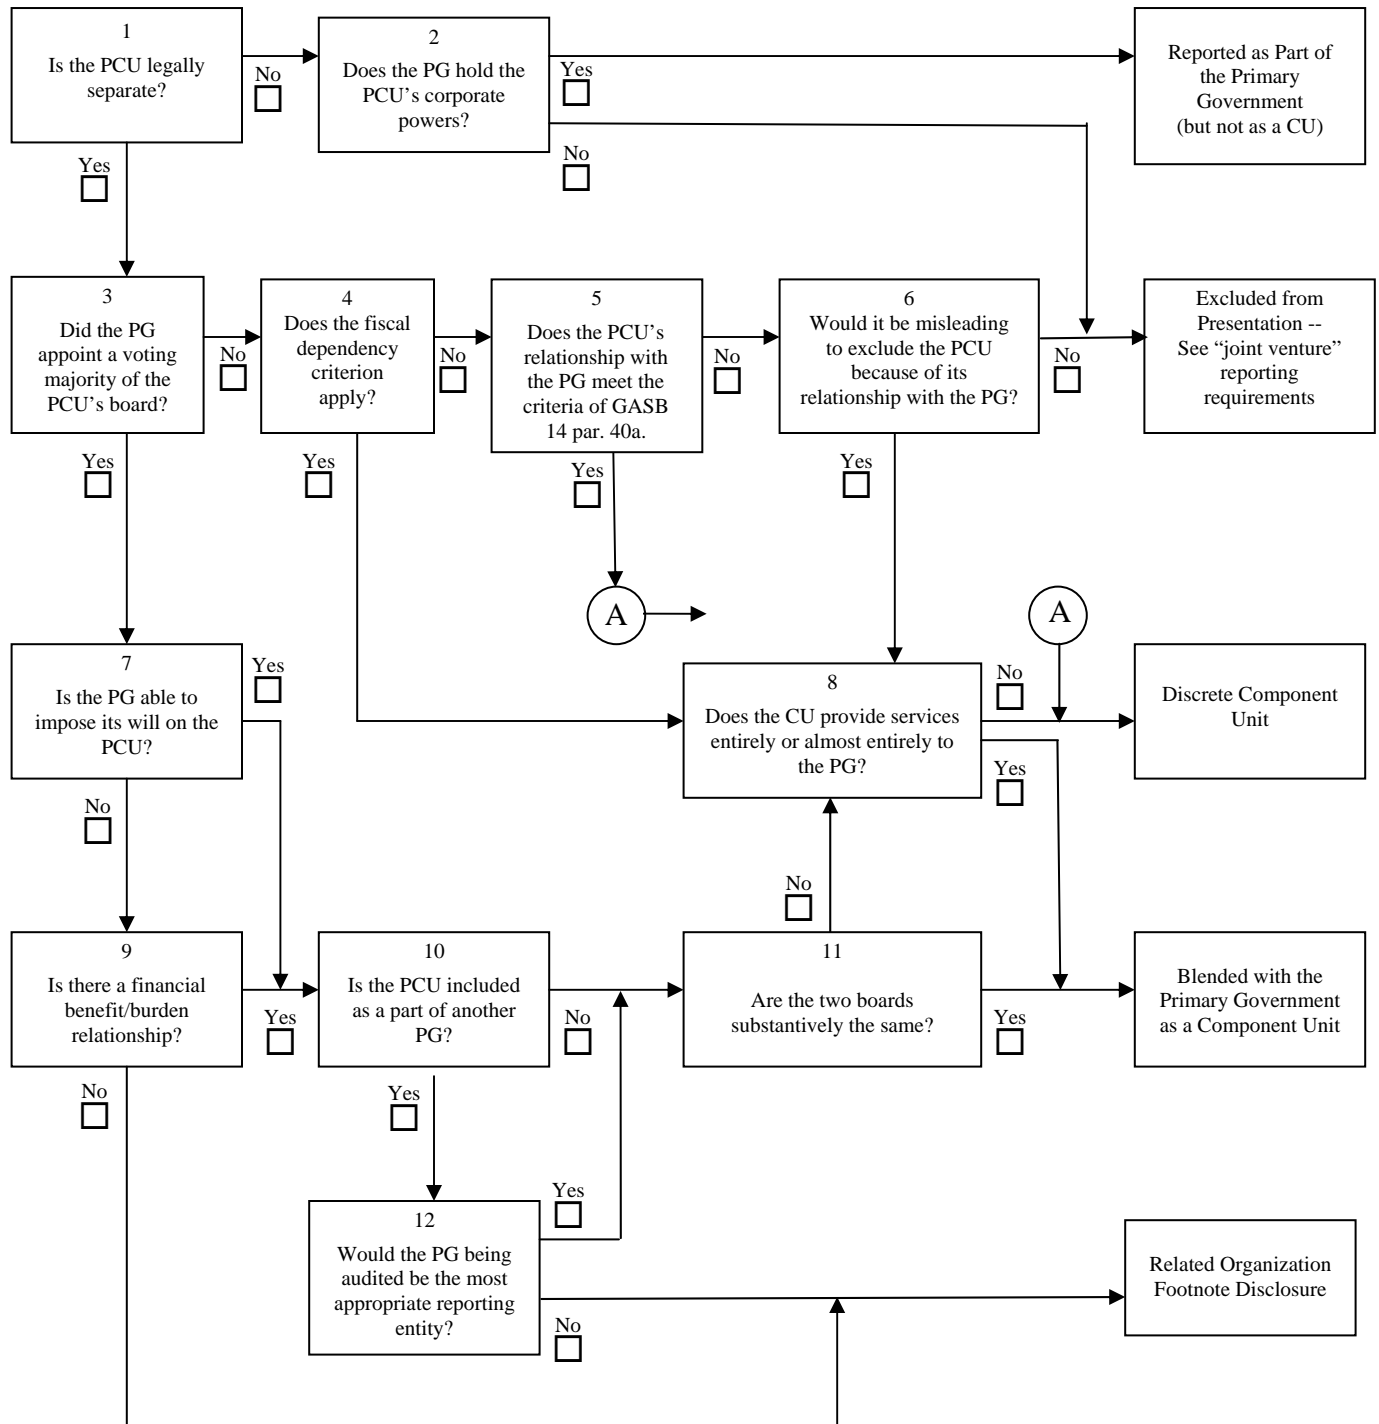 1
Is the PCU legally
separate?
No
2
Does the PG hold the
PCU's corporate
powers?
Yes
No
Reported as Part of
the Primary
Government
(but not as a CU)
Yes
3
Did the PG
appoint a voting
majority of the
PCU's board?
No
4
Does the fiscal
dependency
criterion
apply?
No
5
Does the PCU's
relationship with
the PG meet the
criteria of GASB
14 par. 40a.
No
6
Would it be misleading
to exclude the PCU
because of its
relationship with the PG?
No
Excluded from
Presentation --
See “joint venture”
reporting
requirements
Yes
Yes
Yes
Yes
A
A
7
Is the PG able to
impose its will on the
PCU?
Yes
No
8
Does the CU provide services
entirely or almost entirely to
the PG?
No
Yes
Discrete Component
Unit
9
Is there a financial
benefit/burden
relationship?
Yes
No
10
Is the PCU included
as a part of another
PG?
No
Yes
No
11
Are the two boards
substantively the same?
Yes
Blended with the
Primary Government
as a Component Unit
12
Would the PG being
audited be the most
appropriate reporting
entity?
Yes
No
Related Organization
Footnote Disclosure